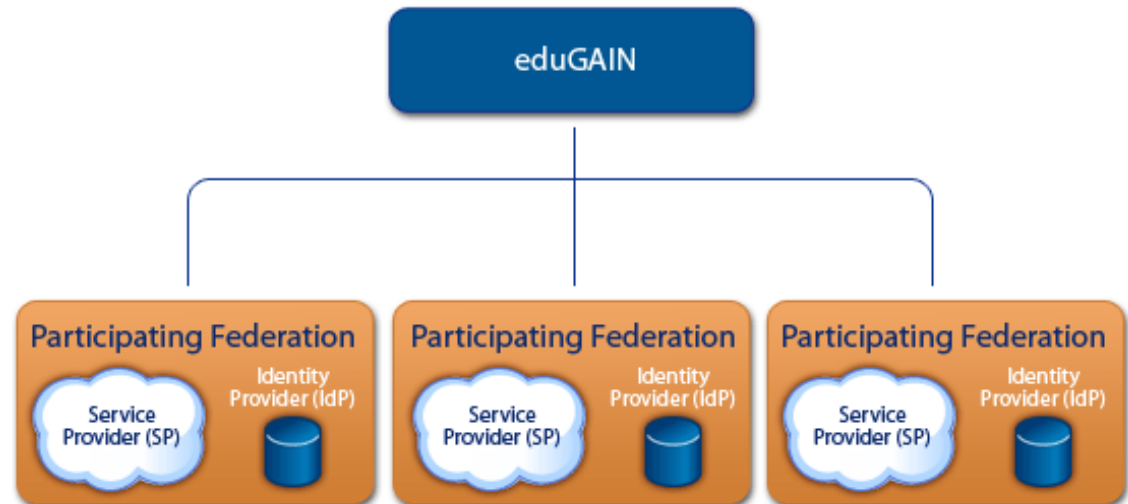 eduGAIN
Participating Federation
Identity
Provider (IdP)
Service
Provider (SP)
Participating Federation
Identity
Provider (IdP)
Service
Provider (SP)
Participating Federation
Identity
Provider (IdP)
Service
Provider (SP)